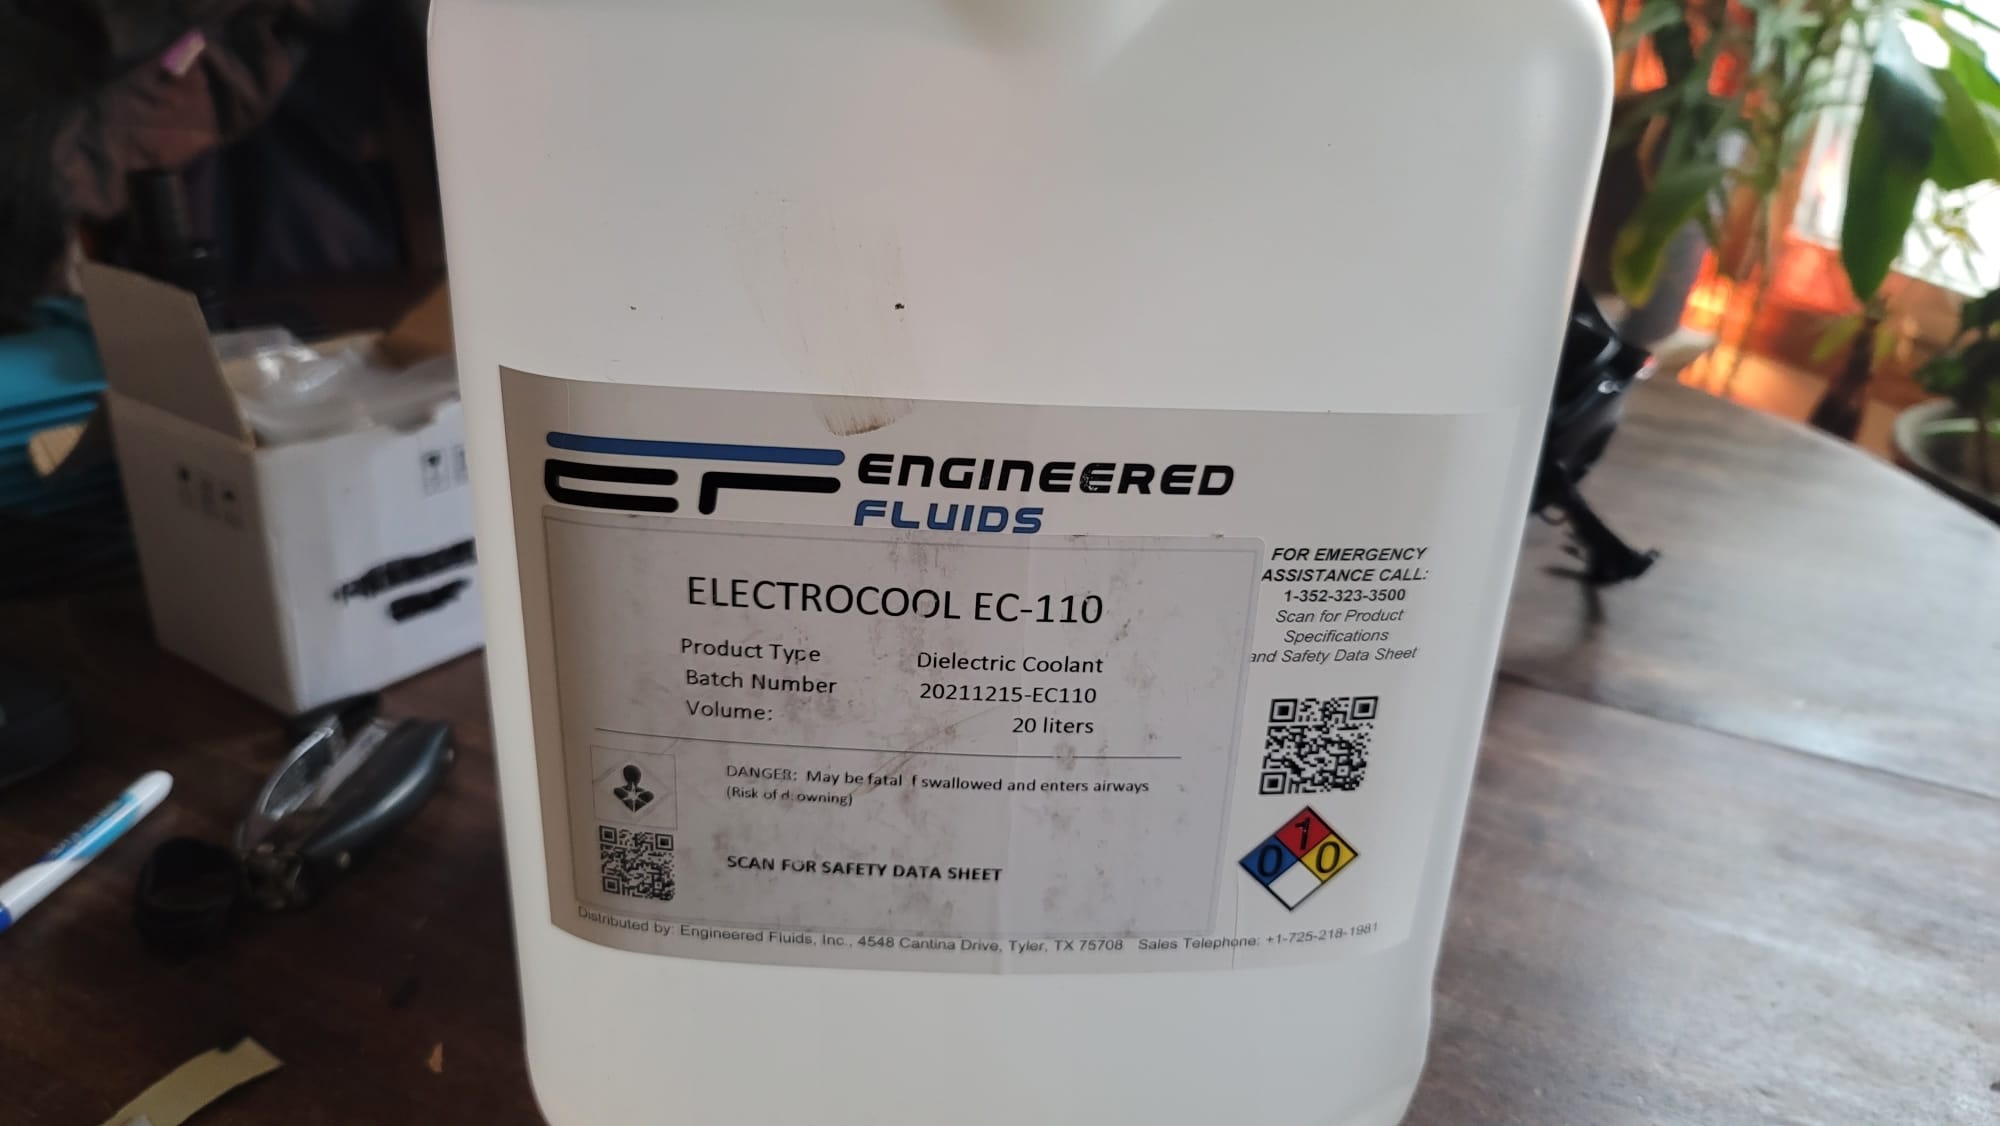 ENGINEERED
FLUIDS
ELECTROCOOL EC-110
Product Type Dielectric Coolant
Batch Number 20211215-EC110
Volume: 20 liters
DANGER: May be fatal f swallowed and enters airways
(Risk of drowning)
SCAN FOR SAFETY DATA SHEET
FOR EMERGENCY
ASSISTANCE CALL:
1-352-323-3500
Scan for Product
Specifications
and Safety Data Sheet
1
0 0
Distributed by: Engineered Fluids, Inc., 4548 Cantina Drive, Tyler, TX 75708 Sales Telephone: +1-725-218-1981